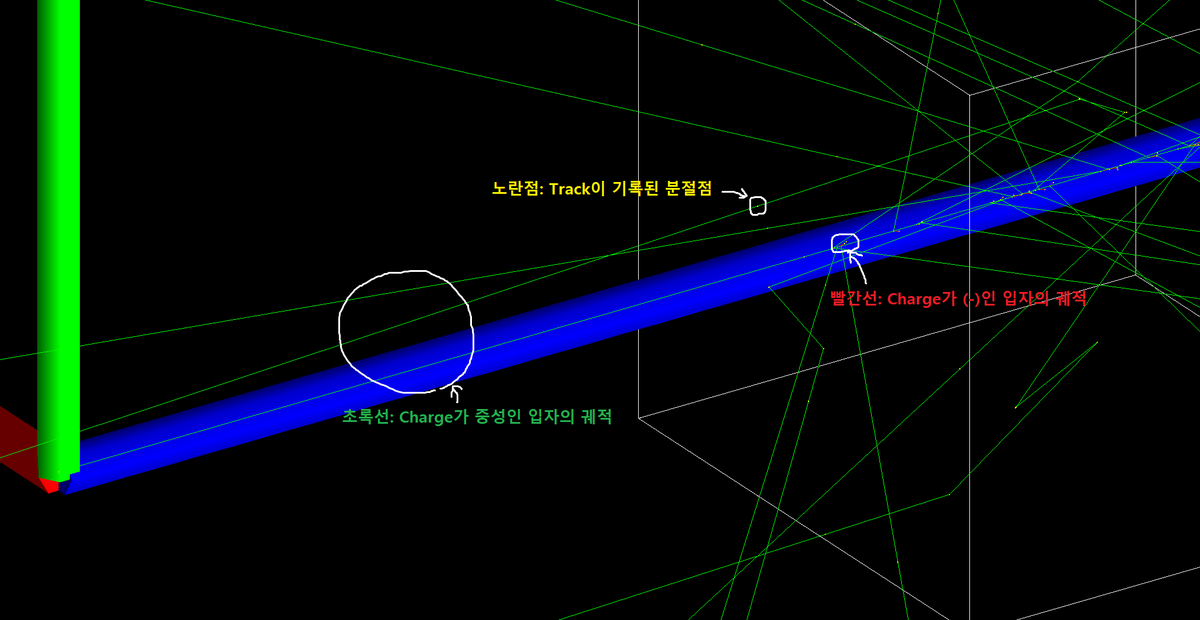 노란점: Track이 기록된 분절점
빨간선: Charge가 (-)인 입자의 궤적
초록선: Charge가 중성인 입자의 궤적